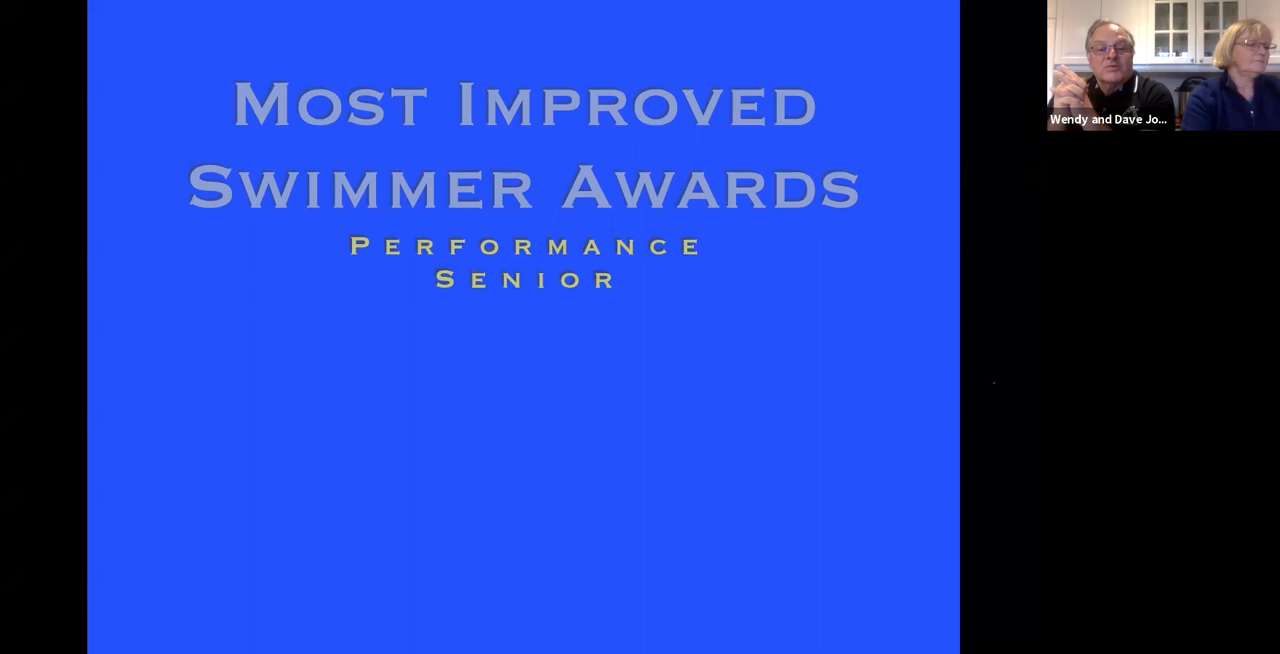 Most Improved
Swimmer Awards
Performance
Senior
Wendy and Dave Jo...